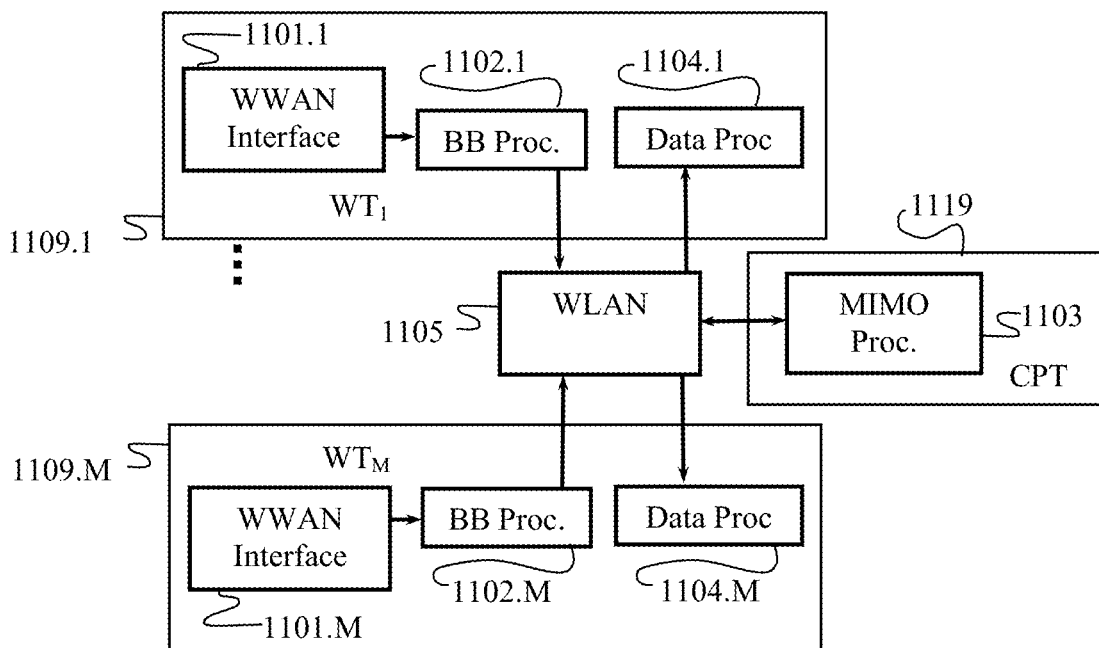 1101.1
WWAN
Interface
1102.1
BB Proc.
1104.1
Data Proc
WT1
1109.1
1119
WLAN
1105
MIMO
Proc.
1103
CPT
1109.M
WTM
WWAN
Interface
BB Proc.
Data Proc
1102.M
1104.M
1101.M